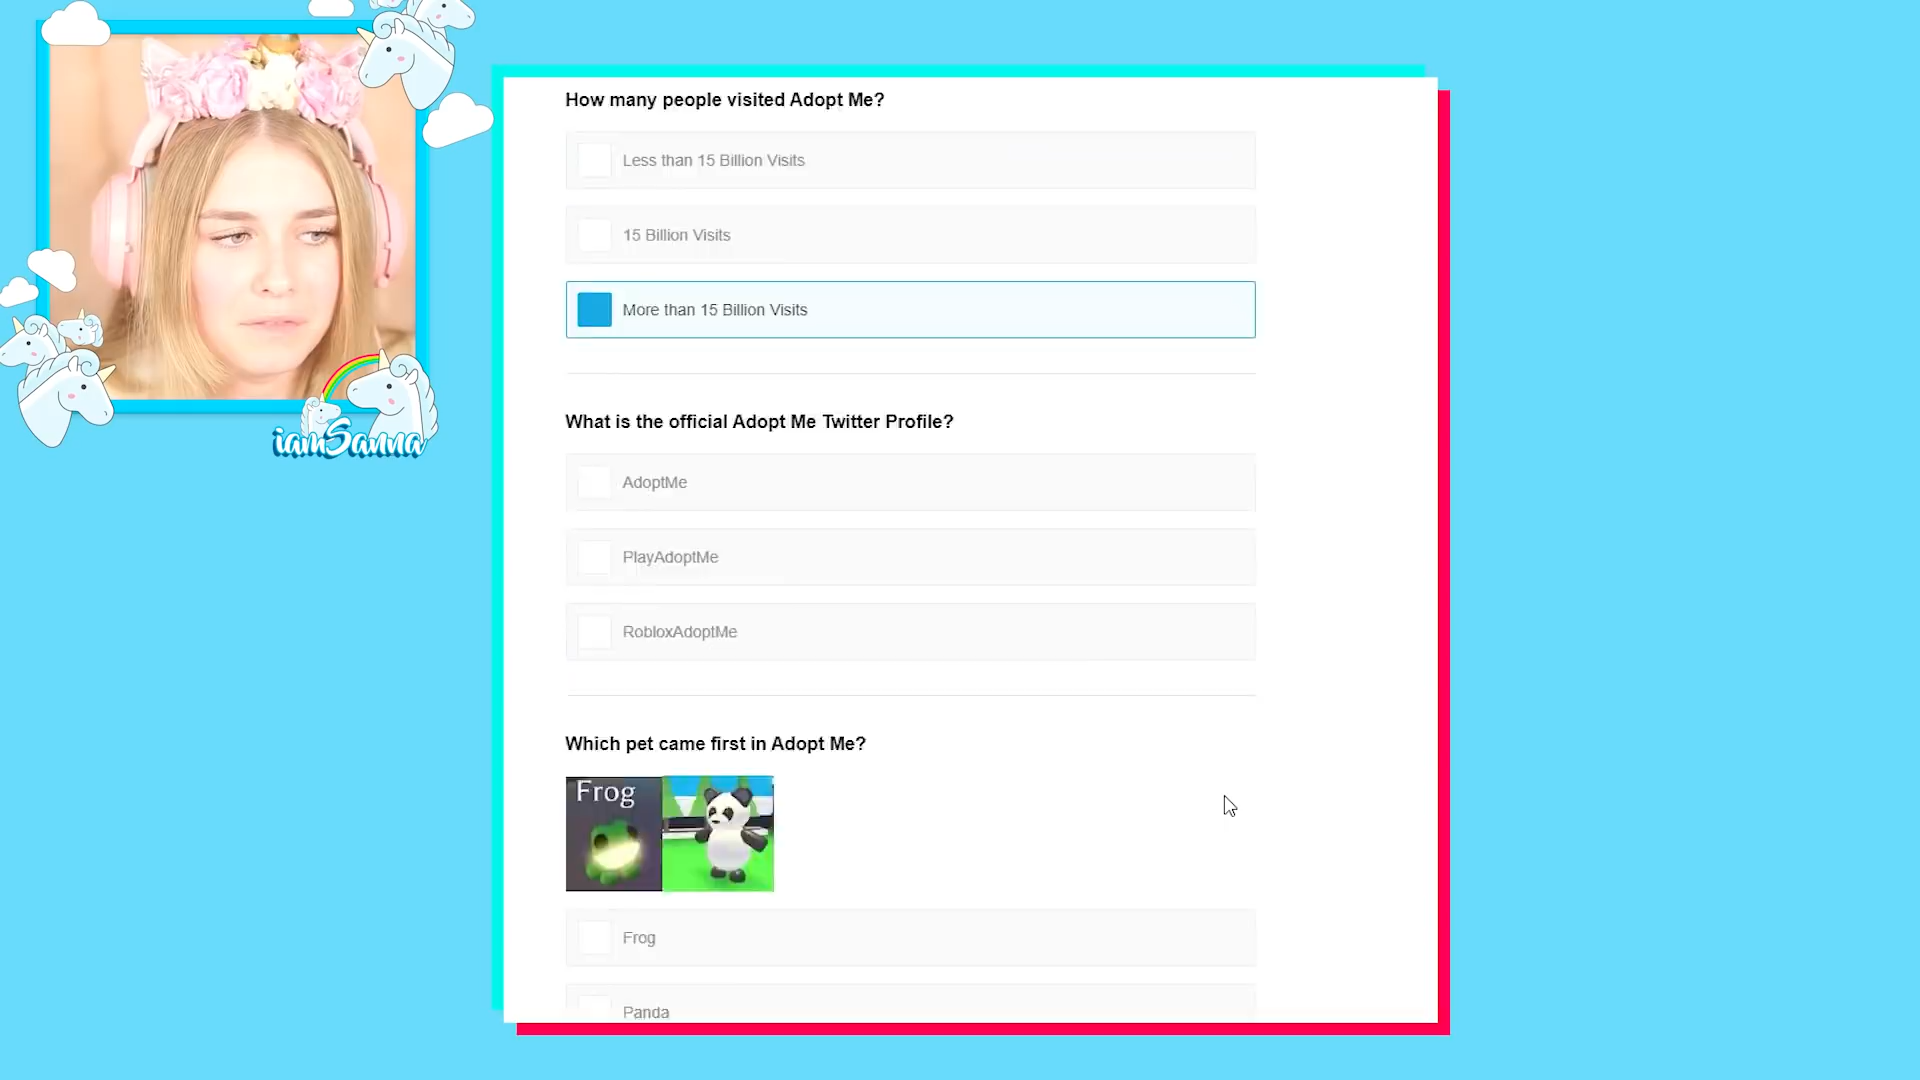 How many people visited Adopt Me?
Less than 15 Billion Visits
15 Billion Visits
More than 15 Billion Visits
iamSanna
What is the official Adopt Me Twitter Profile?
AdoptMe
PlayAdoptMe
RobloxAdoptMe
Which pet came first in Adopt Me?
Frog
Frog
Panda